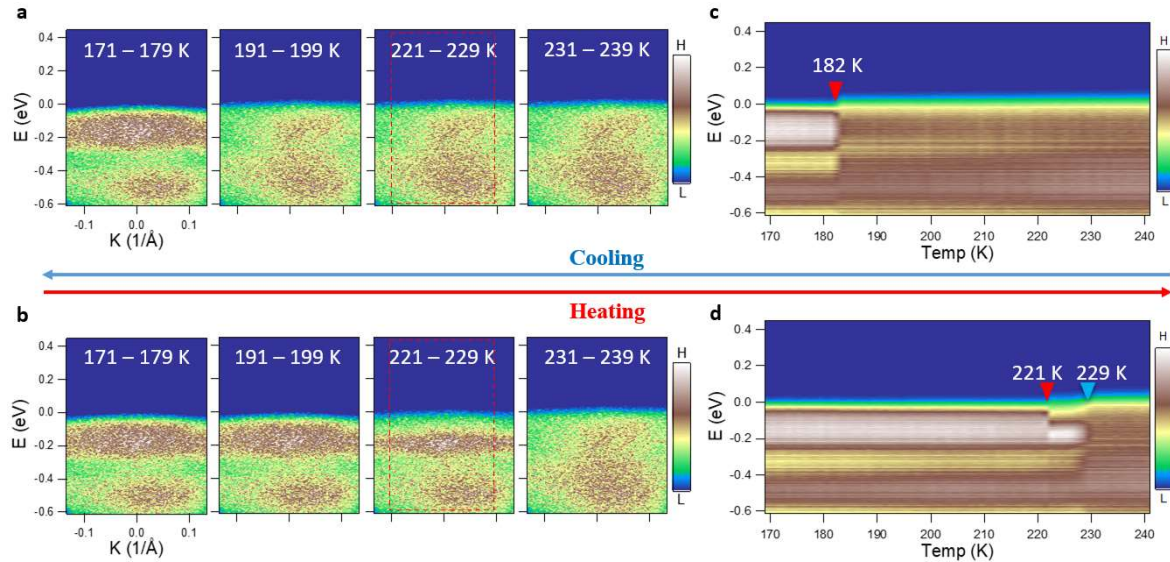 a
171 – 179 K
191 – 199 K
221 – 229 K
231 – 239 K
H
L
0.4
0.2
0.0
-0.2
-0.4
-0.6
E (eV)
-0.1
0.0
0.1
K (1/Å)
c
182 K
H
L
0.4
0.2
0.0
-0.2
-0.4
-0.6
E (eV)
170
180
190
200
210
220
230
240
Temp (K)
Cooling
Heating
b
171 – 179 K
191 – 199 K
221 – 229 K
231 – 239 K
H
L
0.4
0.2
0.0
-0.2
-0.4
-0.6
E (eV)
-0.1
0.0
0.1
K (1/Å)
d
221 K
229 K
H
L
0.4
0.2
0.0
-0.2
-0.4
-0.6
E (eV)
170
180
190
200
210
220
230
240
Temp (K)